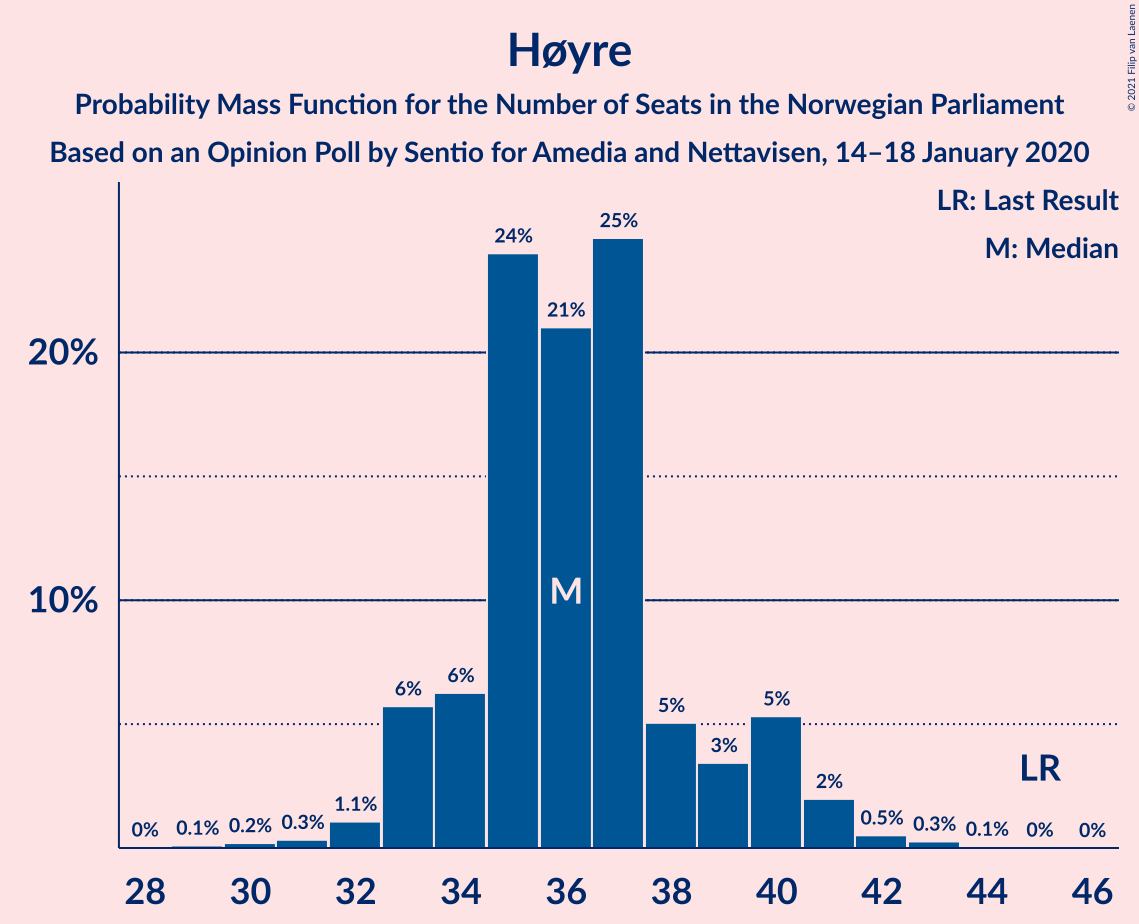 Høyre
Probability Mass Function for the Number of Seats in the Norwegian Parliament
Based on an Opinion Poll by Sentio for Amedia and Nettavisen, 14–18 January 2020
© 2021 Filip van Laenen
LR: Last Result
M: Median
20%
10%
0% 0.1% 0.2% 0.3% 1.1% 6% 6% 24% 21% 25% 5% 3% 5% 2% 0.5% 0.3% 0.1% 0% 0%
M
LR
28 30 32 34 36 38 40 42 44 46